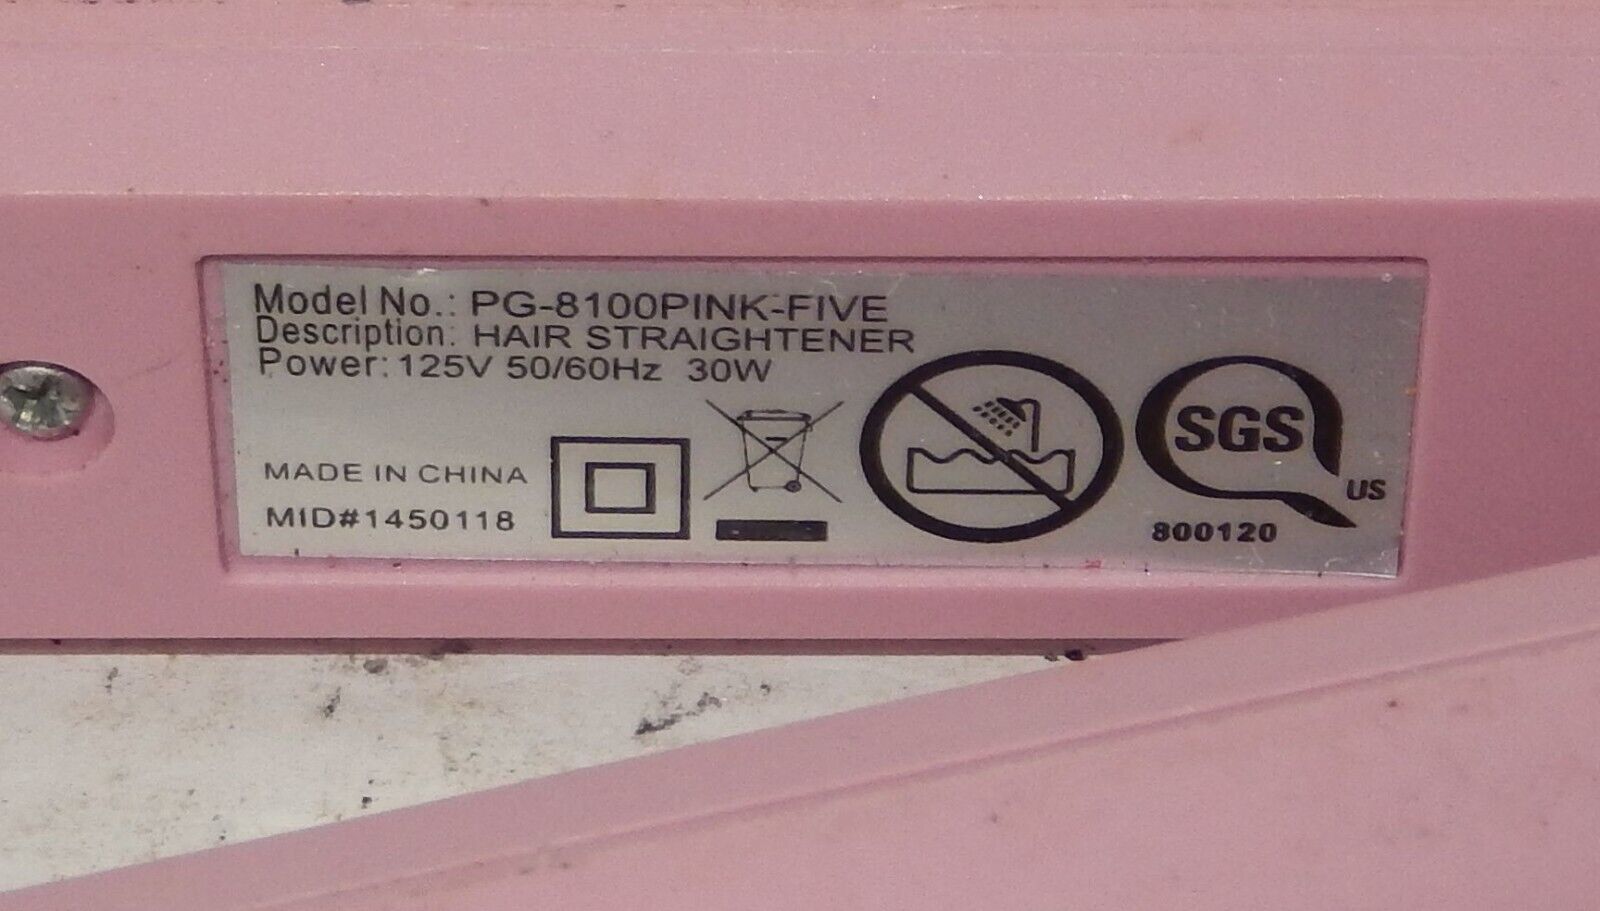 Model No.: PG-8100PINK-FIVE
Description: HAIR STRAIGHTENER
Power: 125V 50/60Hz 30W
MADE IN CHINA
MID#1450118
SGS
US
800120